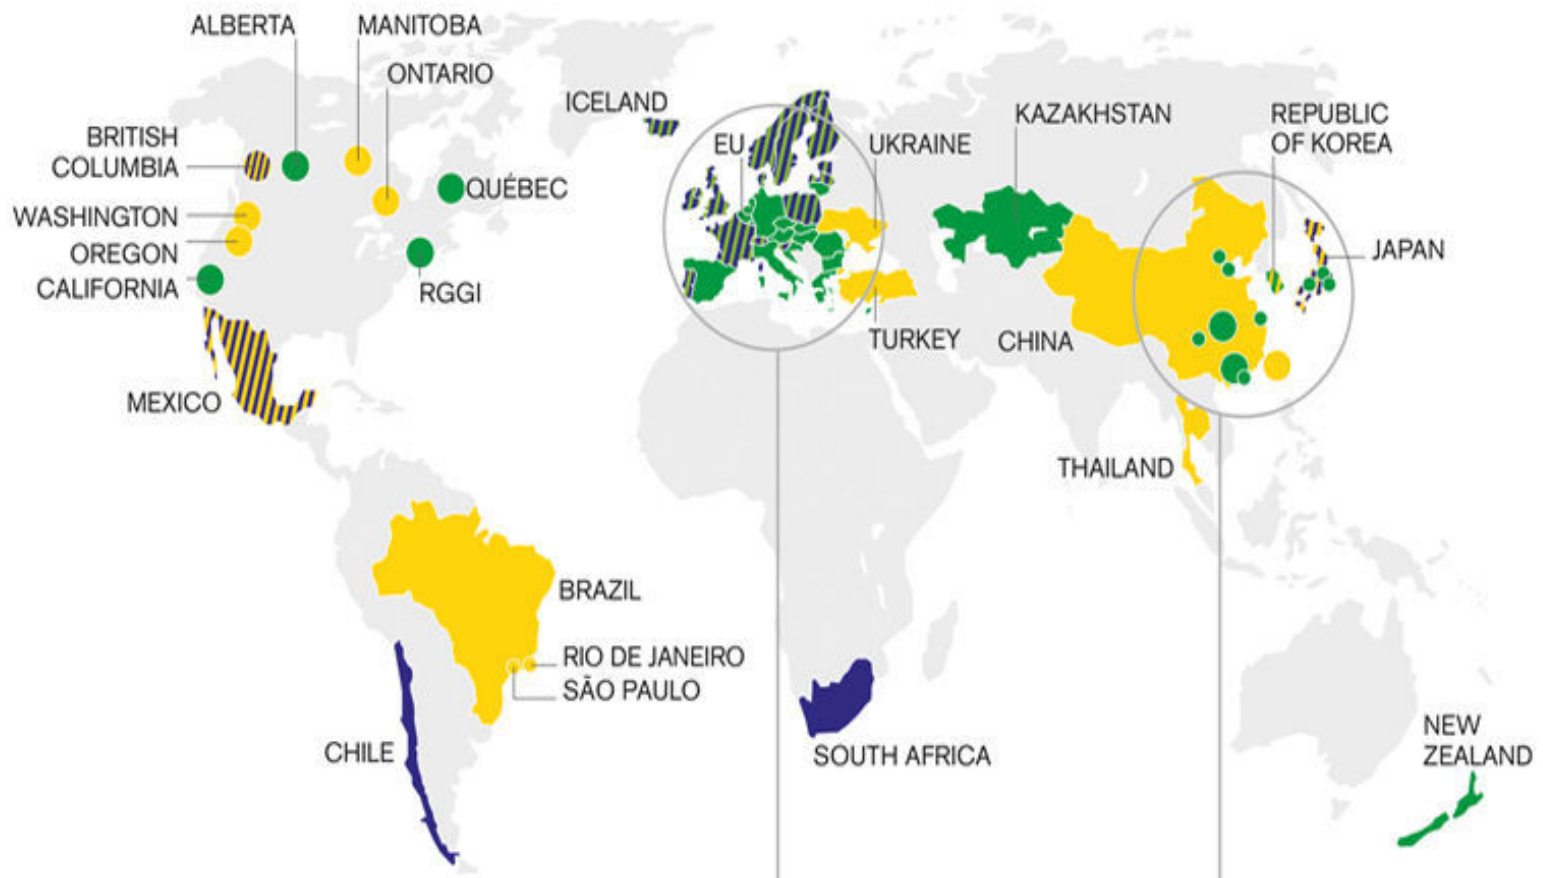 ALBERTA
MANITOBA
ONTARIO
BRITISH
COLUMBIA
QUÉBEC
WASHINGTON
OREGON
CALIFORNIA
RGGI
MEXICO
ICELAND
EU
UKRAINE
KAZAKHSTAN
REPUBLIC
OF KOREA
JAPAN
TURKEY
CHINA
THAILAND
BRAZIL
RIO DE JANEIRO
SÃO PAULO
CHILE
SOUTH AFRICA
NEW
ZEALAND